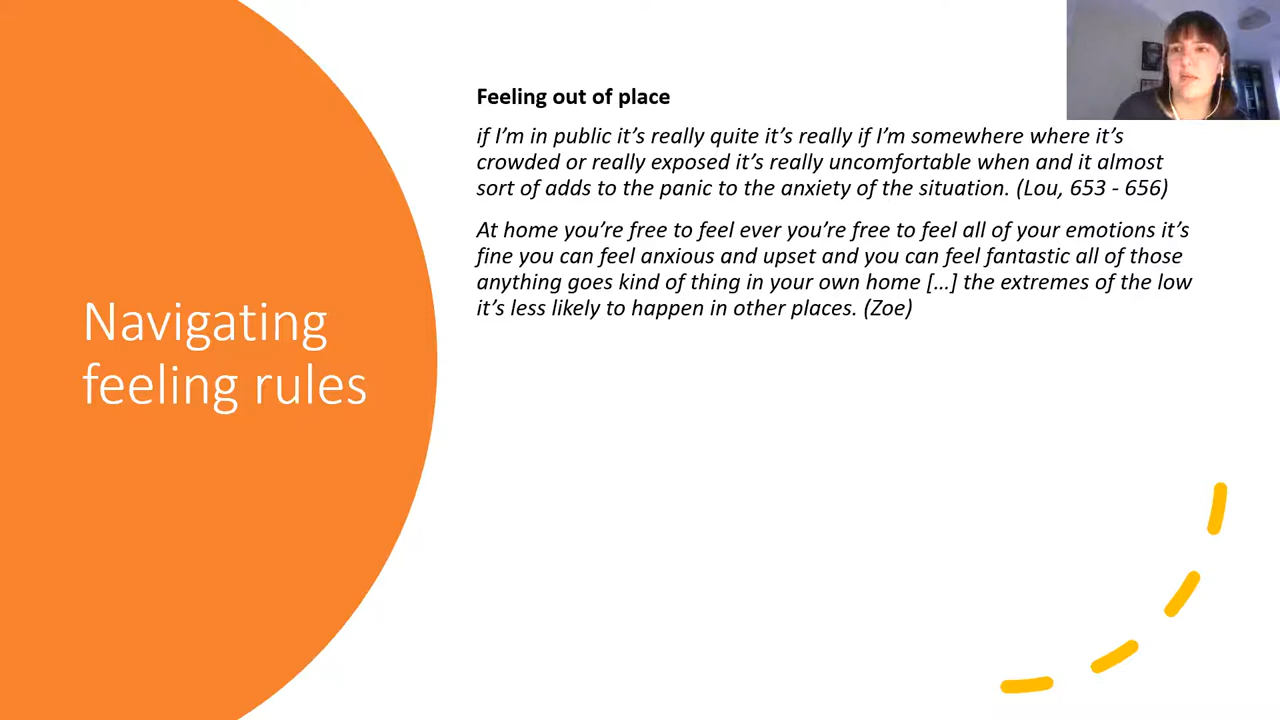 Feeling out of place
if I’m in public it’s really quite it’s really if I’m somewhere where it’s
crowded or really exposed it’s really uncomfortable when and it almost
sort of adds to the panic to the anxiety of the situation. (Lou, 653 - 656)
At home you’re free to feel ever you’re free to feel all of your emotions it’s
fine you can feel anxious and upset and you can feel fantastic all of those
anything goes kind of thing in your own home [...] the extremes of the low
it’s less likely to happen in other places. (Zoe)
Navigating
feeling rules